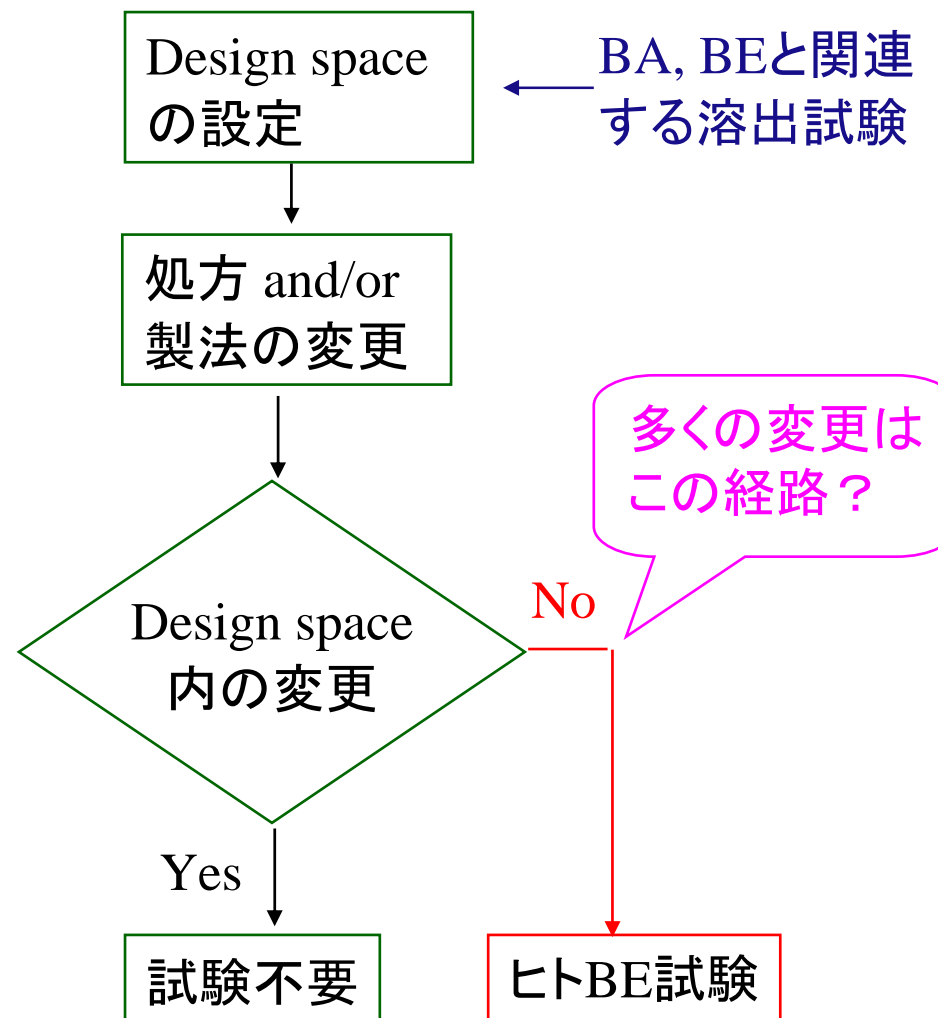 Design space
の設定
BA, BEと関連
する溶出試験
処方 and/or
製法の変更
多くの変更は
この経路？
Design space
内の変更
No
Yes
試験不要
ヒトBE試験